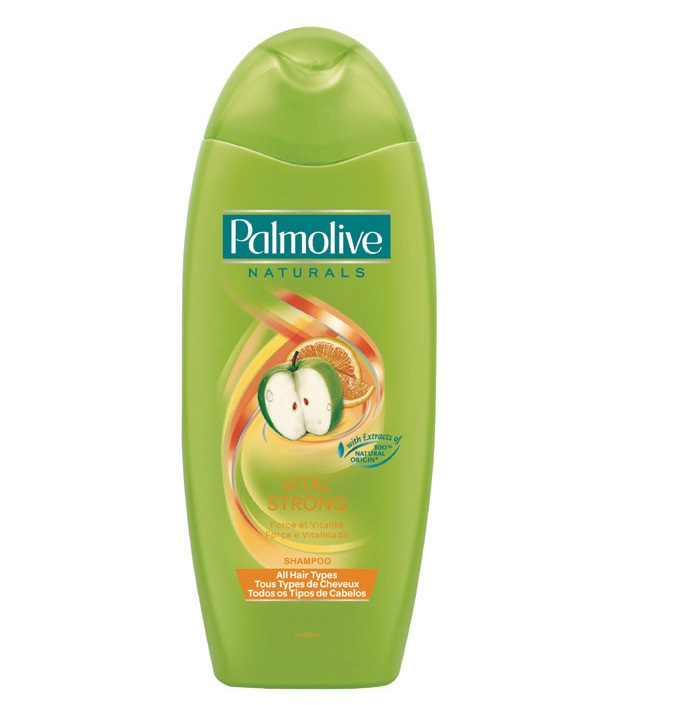 Palmolive
NATURALS
with Extracts of
100%
NATURAL
ORIGIN*
VITAL
STRONG
Force et Vitalité
Força e Vitalidade
SHAMPOO
All Hair Types
Tous Types de Cheveux
Todos os Tipos de Cabelos